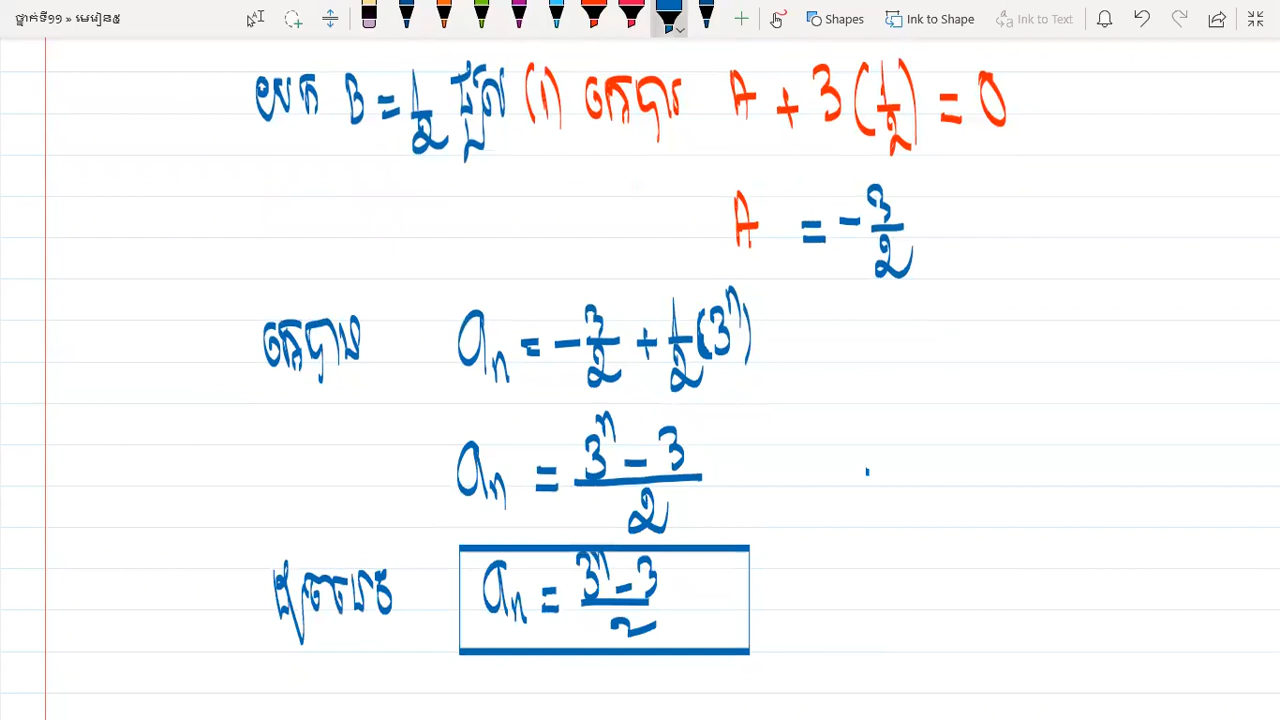 ថ្នាក់ទី១១ » មេរៀន៥
Shapes Ink to Shape Ink to Text
យក B = 1/2 ជួស (1) គេបាន A + 3(1/2) = 0
A = -3/2
គេបាន aₙ = -3/2 + 1/2(3ⁿ)
aₙ = (3ⁿ - 3)/2
ដូចនេះ aₙ = (3ⁿ - 3)/2